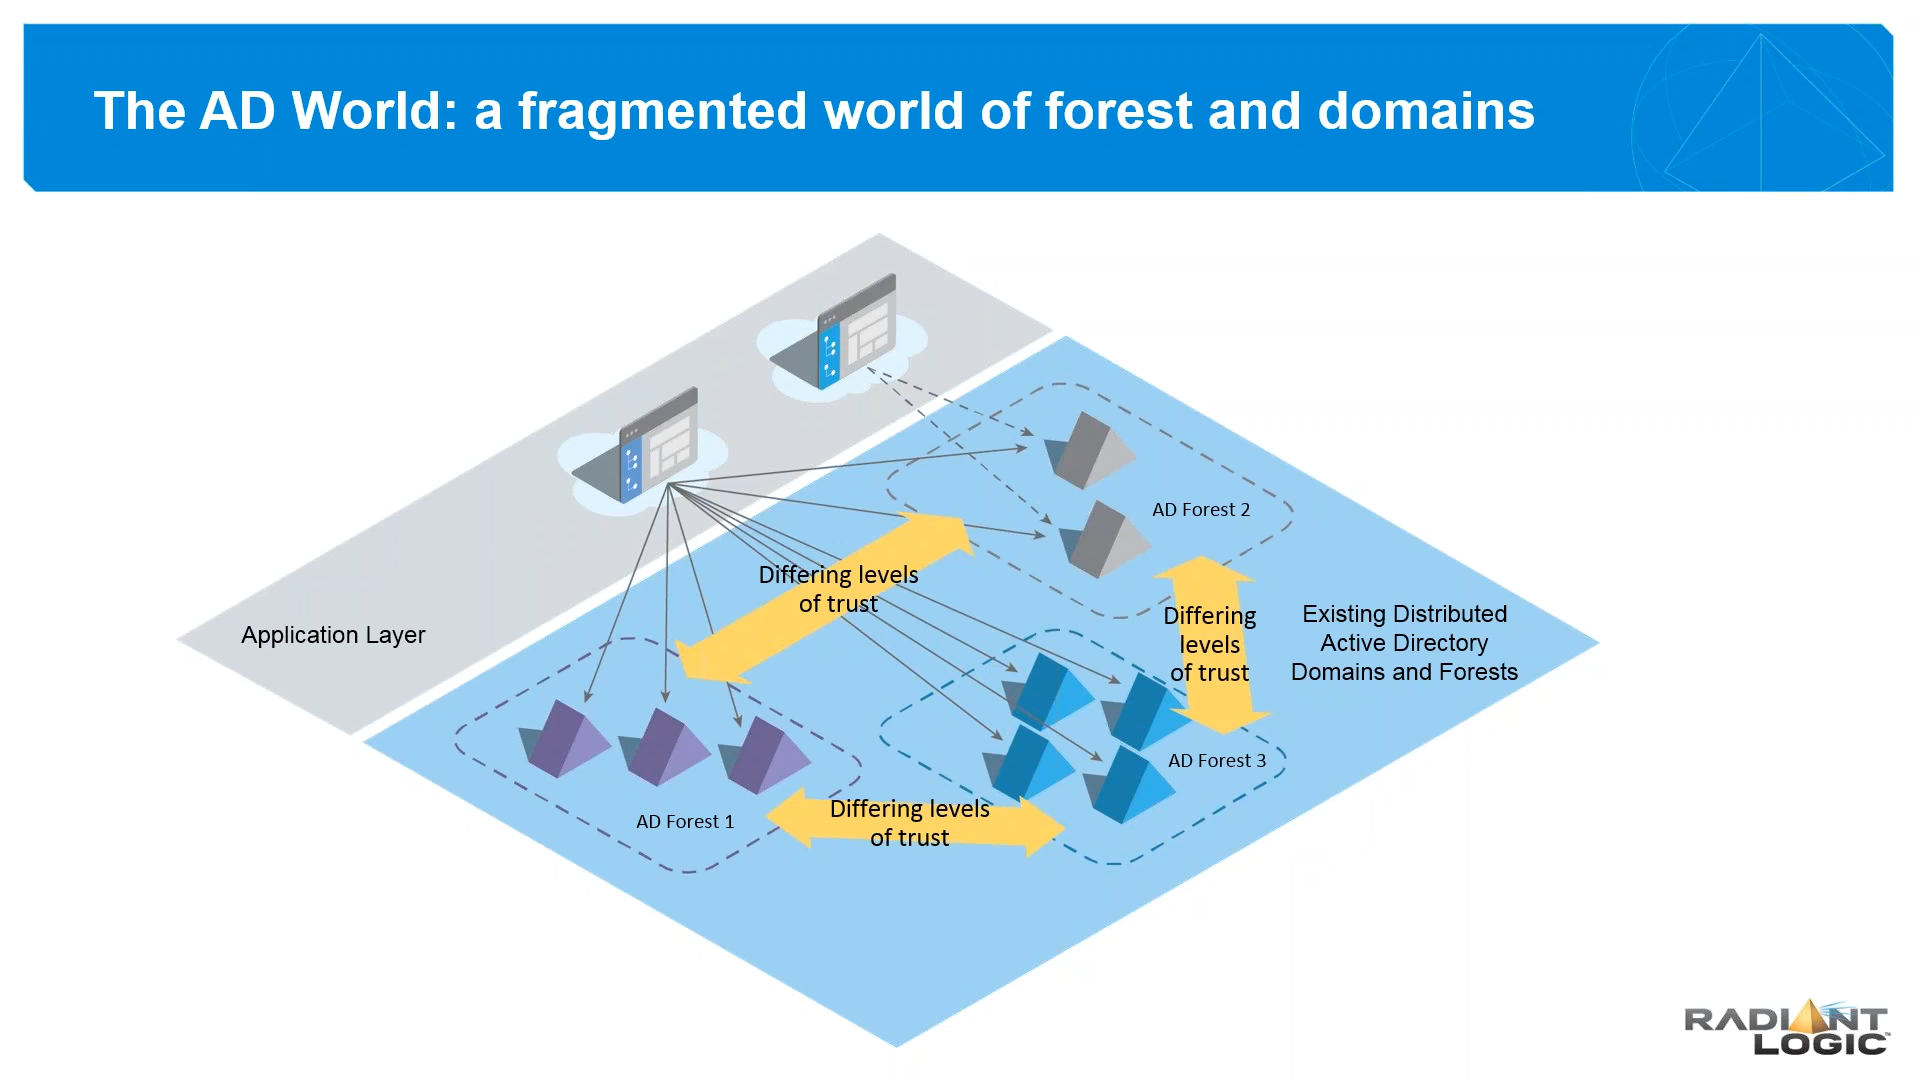 The AD World: a fragmented world of forest and domains
AD Forest 2
Differing levels
of trust
Differing
levels
of trust
Existing Distributed
Active Directory
Domains and Forests
Application Layer
AD Forest 3
Differing levels
of trust
AD Forest 1
RADIANT
LOGIC™